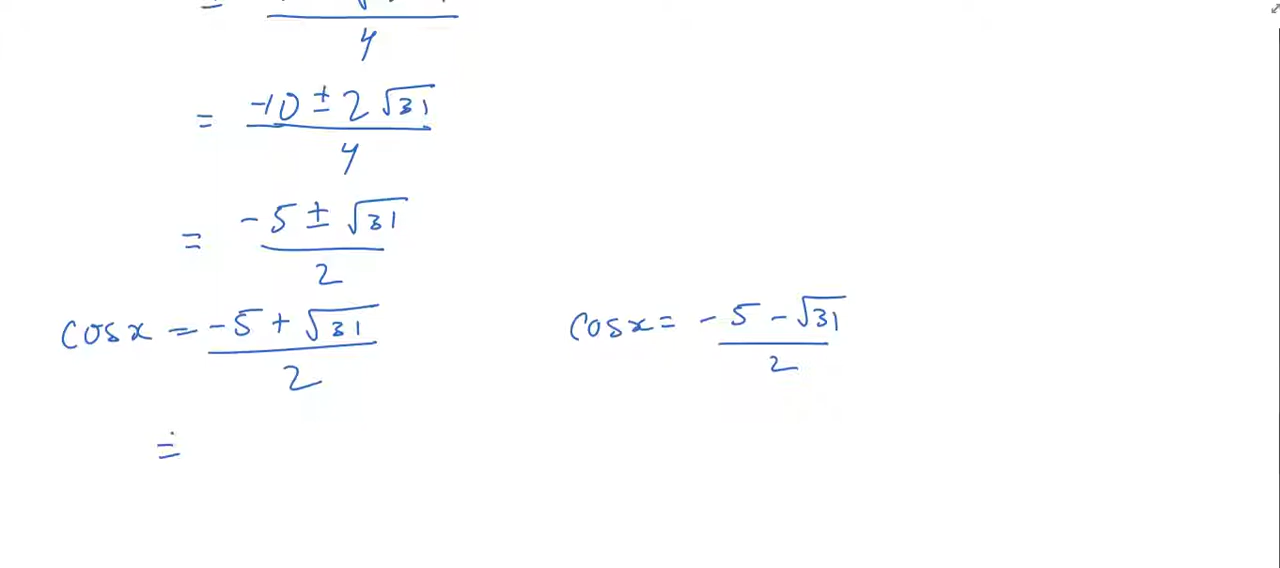 4
= -10 ± 2 √31
4
= -5 ± √31
2
cos x = -5 + √31
2
cos x = -5 - √31
2
=